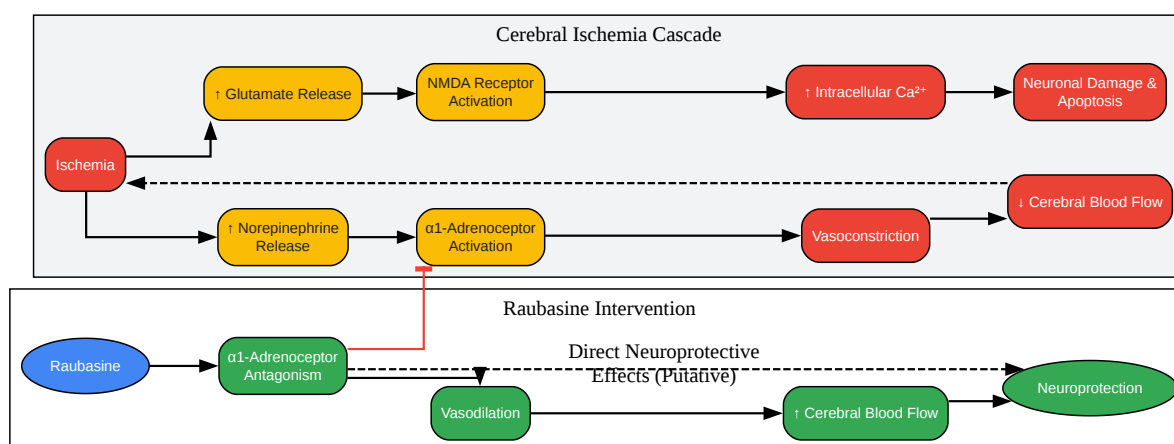 Cerebral Ischemia Cascade
↑ Glutamate Release
NMDA Receptor
Activation
↑ Intracellular Ca²⁺
Neuronal Damage &
Apoptosis
Ischemia
↓ Cerebral Blood Flow
↑ Norepinephrine
Release
α1-Adrenoceptor
Activation
Vasoconstriction
Raubasine Intervention
Raubasine
α1-Adrenoceptor
Antagonism
Direct Neuroprotective
Effects (Putative)
Neuroprotection
Vasodilation
↑ Cerebral Blood Flow